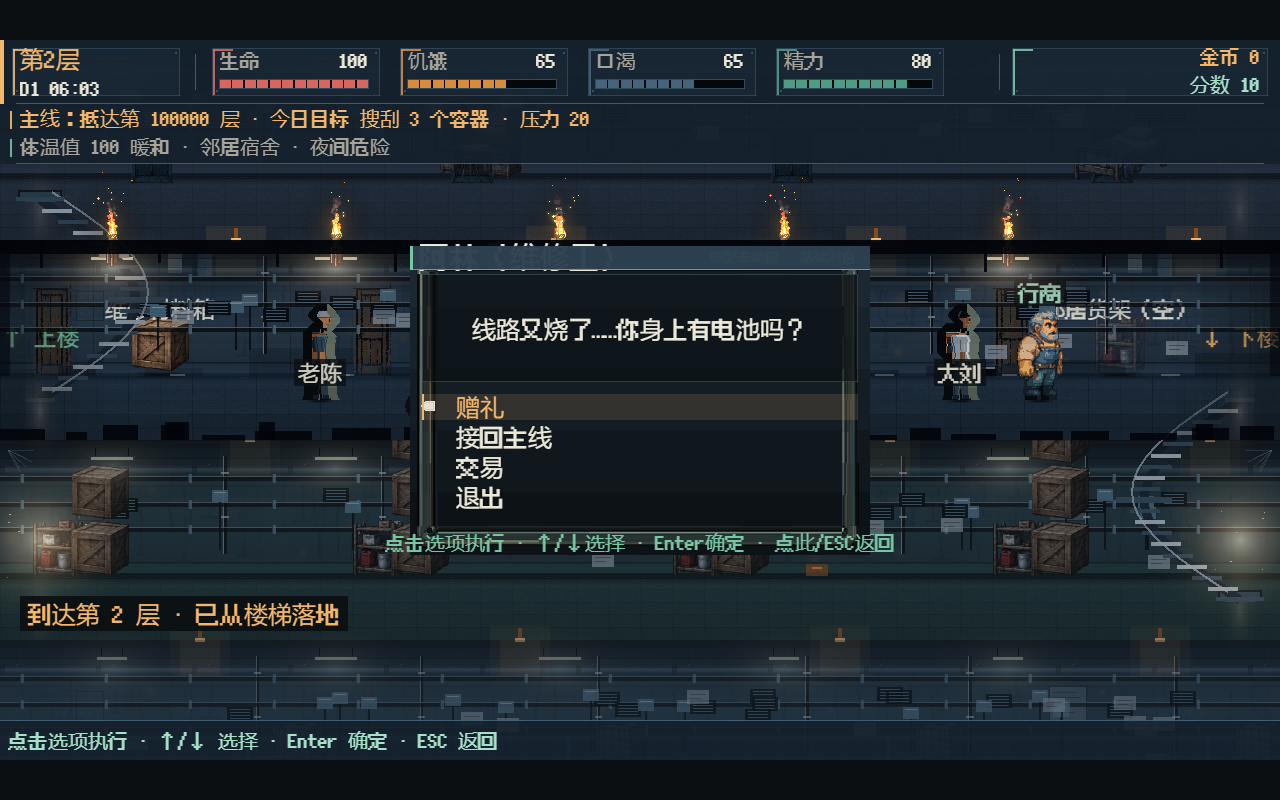 第2层
D1 06:03
生命 100
饥饿 65
口渴 65
精力 80
金币 0
分数 10
主线：抵达第 100000 层 · 今日目标 搜刮 3 个容器 · 压力 20
体温值 100 暖和 · 邻居宿舍 · 夜间危险
行商
货架（空）
↑ 上楼
↓ 下楼
老陈
大刘
线路又烧了……你身上有电池吗？
赠礼
接回主线
交易
退出
点击选项执行 · ↑/↓选择 · Enter确定 · 点此/ESC返回
到达第 2 层 · 已从楼梯落地
点击选项执行 · ↑/↓ 选择 · Enter 确定 · ESC 返回